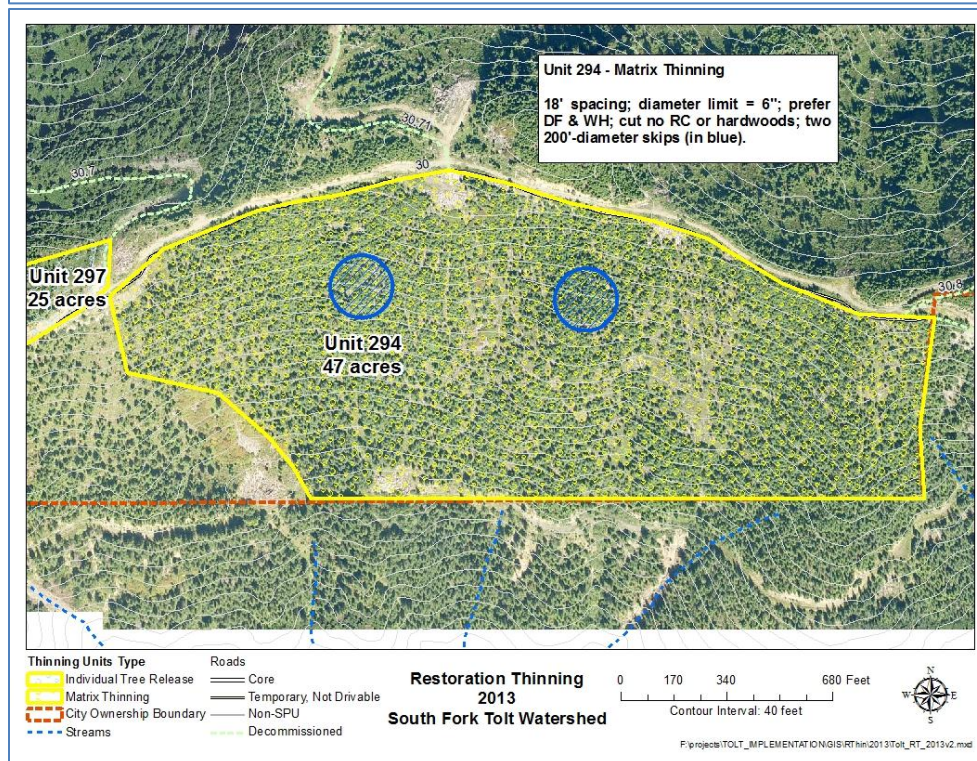 Unit 294 - Matrix Thinning
18' spacing; diameter limit = 6"; prefer
DF & WH; cut no RC or hardwoods; two
200'-diameter skips (in blue).
30.71
30
30.7
30.8
Unit 297
25 acres
Unit 294
47 acres
Thinning Units Type
Individual Tree Release
Matrix Thinning
City Ownership Boundary
Streams
Roads
Core
Temporary, Not Drivable
Non-SPU
Decommissioned
Restoration Thinning
2013
South Fork Tolt Watershed
0 170 340 680 Feet
Contour Interval: 40 feet
N
W E
S
F:\projects\TOLT_IMPLEMENTATION\GIS\RThin\2013\Tolt_RT_2013v2.mxd